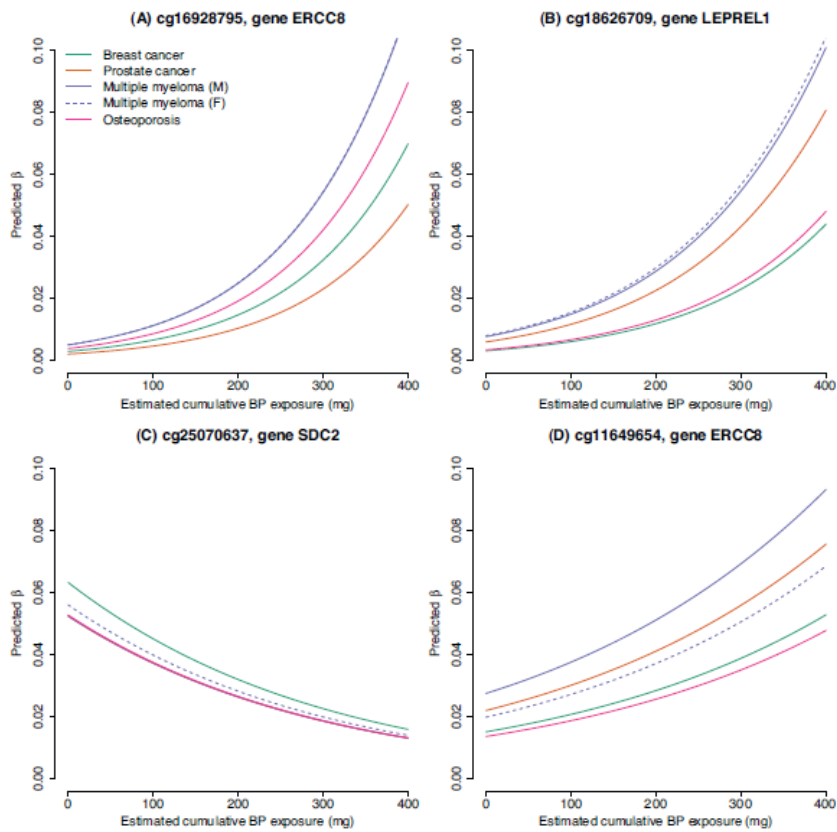 (A) cg16928795, gene ERCC8
Breast cancer
Prostate cancer
Multiple myeloma (M)
Multiple myeloma (F)
Osteoporosis
0.10
0.08
0.06
0.04
0.02
0.00
Predicted β
0 100 200 300 400
Estimated cumulative BP exposure (mg)
(B) cg18626709, gene LEPREL1
0.10
0.08
0.06
0.04
0.02
0.00
Predicted β
0 100 200 300 400
Estimated cumulative BP exposure (mg)
(C) cg25070637, gene SDC2
0.10
0.08
0.06
0.04
0.02
0.00
Predicted β
0 100 200 300 400
Estimated cumulative BP exposure (mg)
(D) cg11649654, gene ERCC8
0.10
0.08
0.06
0.04
0.02
0.00
Predicted β
0 100 200 300 400
Estimated cumulative BP exposure (mg)